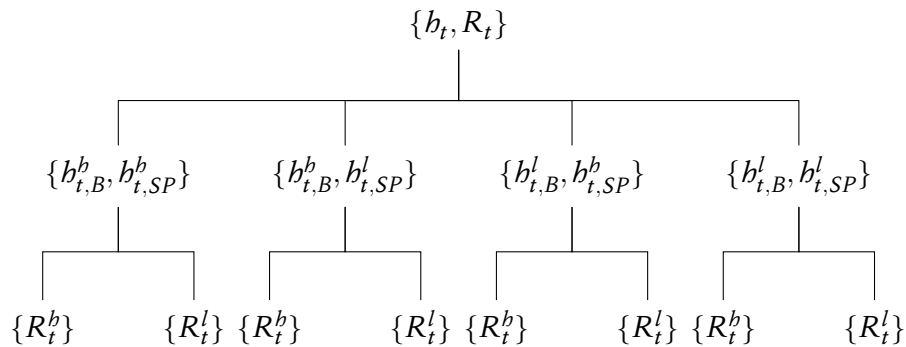 {h_t, R_t}
{h^h_{t,B}, h^h_{t,SP}} {h^h_{t,B}, h^l_{t,SP}} {h^l_{t,B}, h^h_{t,SP}} {h^l_{t,B}, h^l_{t,SP}}
{R^h_t} {R^l_t} {R^h_t} {R^l_t} {R^h_t} {R^l_t} {R^h_t} {R^l_t}